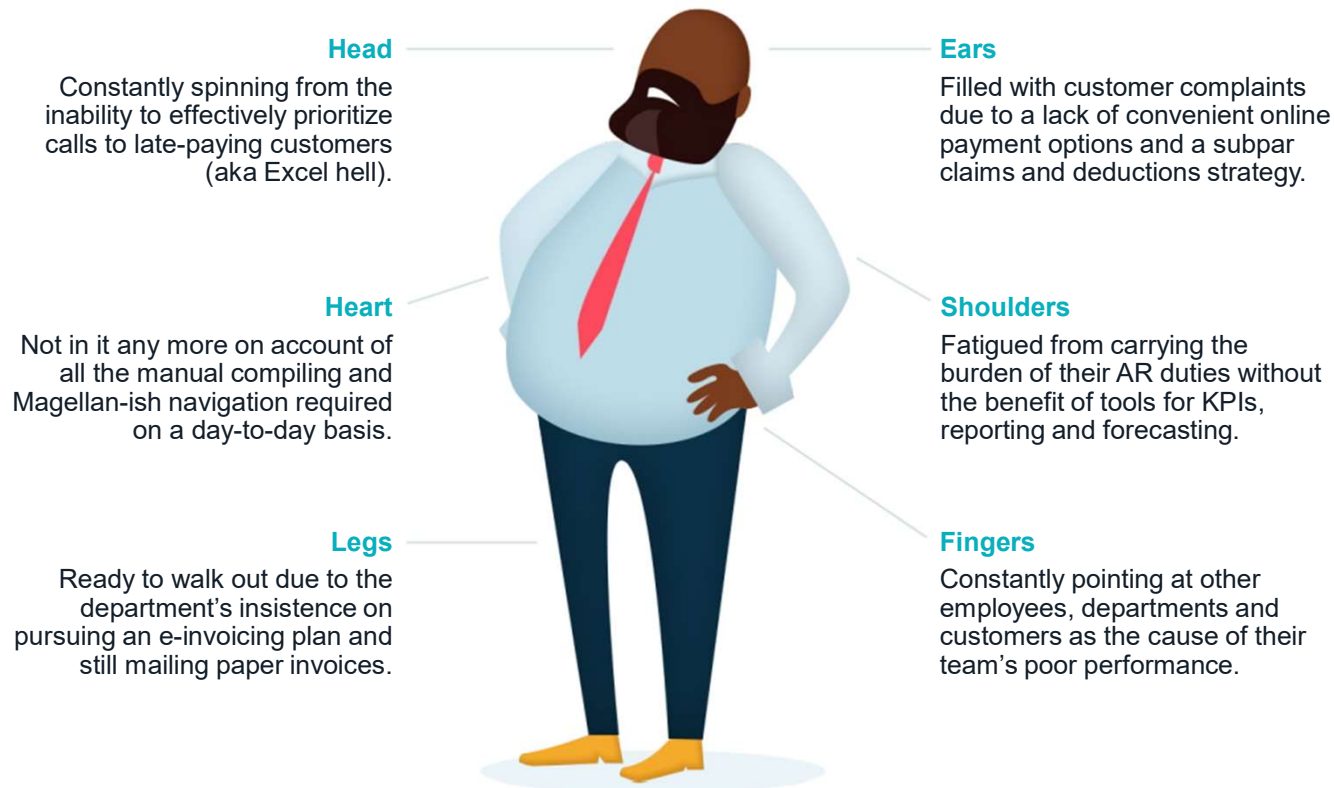 Head
Constantly spinning from the
inability to effectively prioritize
calls to late-paying customers
(aka Excel hell).
Ears
Filled with customer complaints
due to a lack of convenient online
payment options and a subpar
claims and deductions strategy.
Heart
Not in it any more on account of
all the manual compiling and
Magellan-ish navigation required
on a day-to-day basis.
Shoulders
Fatigued from carrying the
burden of their AR duties without
the benefit of tools for KPIs,
reporting and forecasting.
Legs
Ready to walk out due to the
department’s insistence on
pursuing an e-invoicing plan and
still mailing paper invoices.
Fingers
Constantly pointing at other
employees, departments and
customers as the cause of their
team’s poor performance.